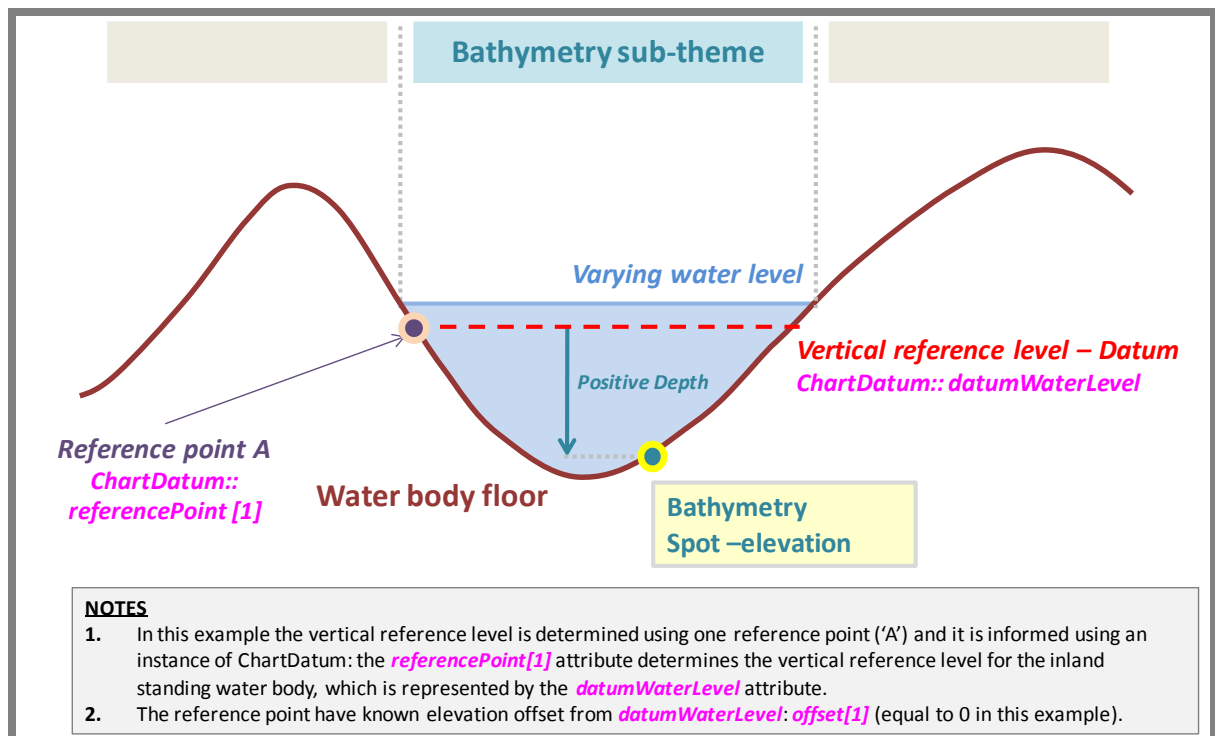 Bathymetry sub-theme
Varying water level
Vertical reference level – Datum
ChartDatum:: datumWaterLevel
Positive Depth
Reference point A
ChartDatum::
referencePoint [1]
Water body floor
Bathymetry
Spot –elevation
NOTES
1. In this example the vertical reference level is determined using one reference point (‘A’) and it is informed using an
instance of ChartDatum: the referencePoint[1] attribute determines the vertical reference level for the inland
standing water body, which is represented by the datumWaterLevel attribute.
2. The reference point have known elevation offset from datumWaterLevel: offset[1] (equal to 0 in this example).